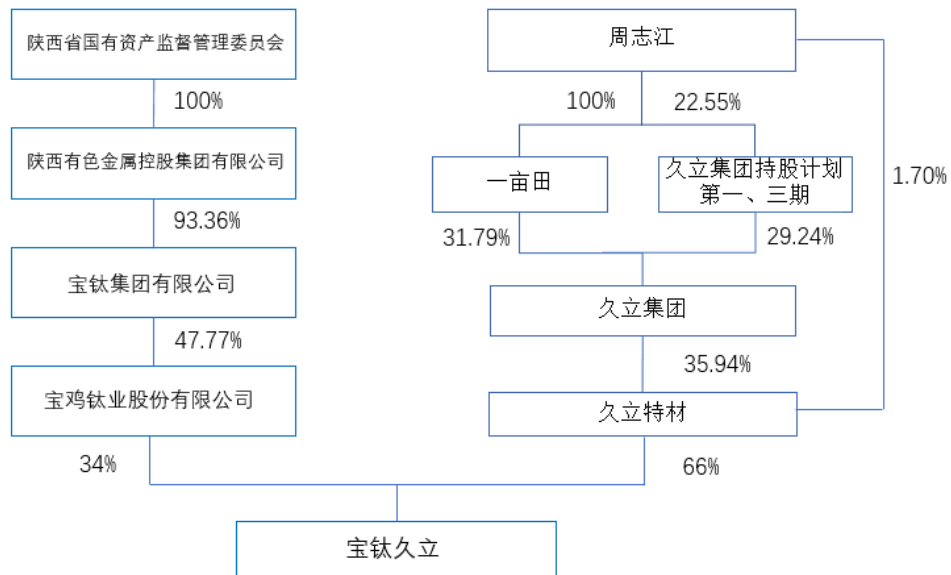 陕西省国有资产监督管理委员会
100%
陕西有色金属控股集团有限公司
93.36%
宝钛集团有限公司
47.77%
宝鸡钛业股份有限公司
34%
周志江
100%
22.55%
一亩田
久立集团持股计划
第一、三期
1.70%
31.79%
29.24%
久立集团
35.94%
久立特材
66%
宝钛久立